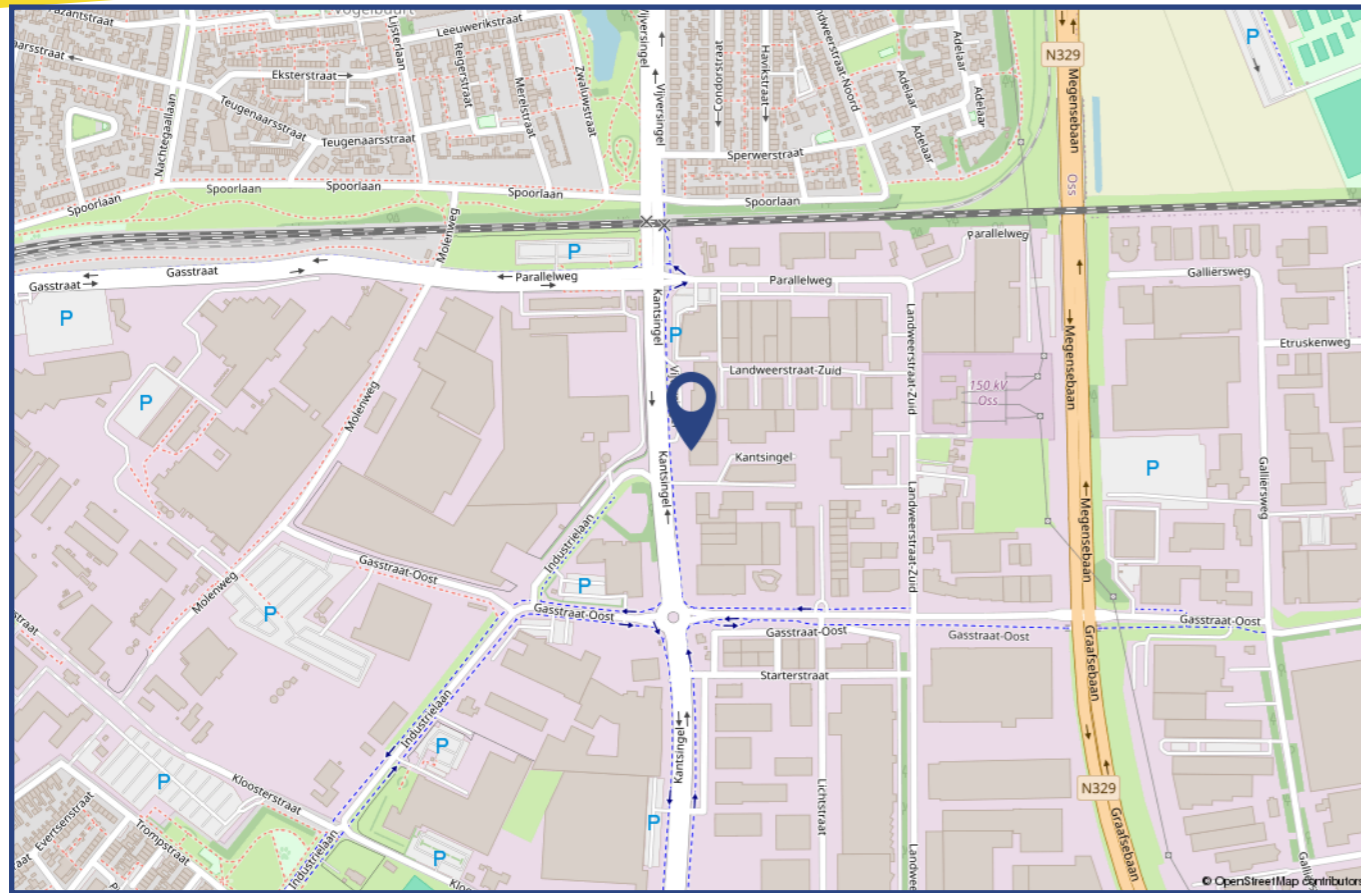 Vogelbuurt
Lijsterlaan
Leeuwerikstraat
Reigerstraat
Merelstraat
Zwaluwstraat
Eksterstraat
Teugenaarsstraat
Teugenaarsstraat
Nachtegaallaan
Spoorlaan
Spoorlaan
Spoorlaan
Spoorlaan
Spoorlaan
Vijversingel
Vijversingel
Condorstraat
Havikstraat
Sperwerstraat
Adelaar
Adelaar
Adelaar
Adelaar
N329
Megensebaan
Oss
P
Molenweg
P
Gasstraat
Gasstraat
Parallelweg
Parallelweg
Parallelweg
Galliersweg
Etruskenweg
Kantsingel
P
P
P
Landweerstraat-Zuid
Landweerstraat-Zuid
Megensebaan
150 kV
Oss
Molenweg
Kantsingel
Kantsingel
P
Galliersweg
Megensebaan
Landweerstraat-Zuid
Industrielaan
Gasstraat-Oost
Molenweg
P
P
Gasstraat-Oost
Gasstraat-Oost
Gasstraat-Oost
Gasstraat-Oost
Starterstraat
Graafsebaan
Industrielaan
P
Kantsingel
P
Kloosterstraat
Lichtstraat
N329
Evertsenstraat
Trompstraat
P
P
Industrielaan
Graafsebaan
© OpenStreetMap contributors